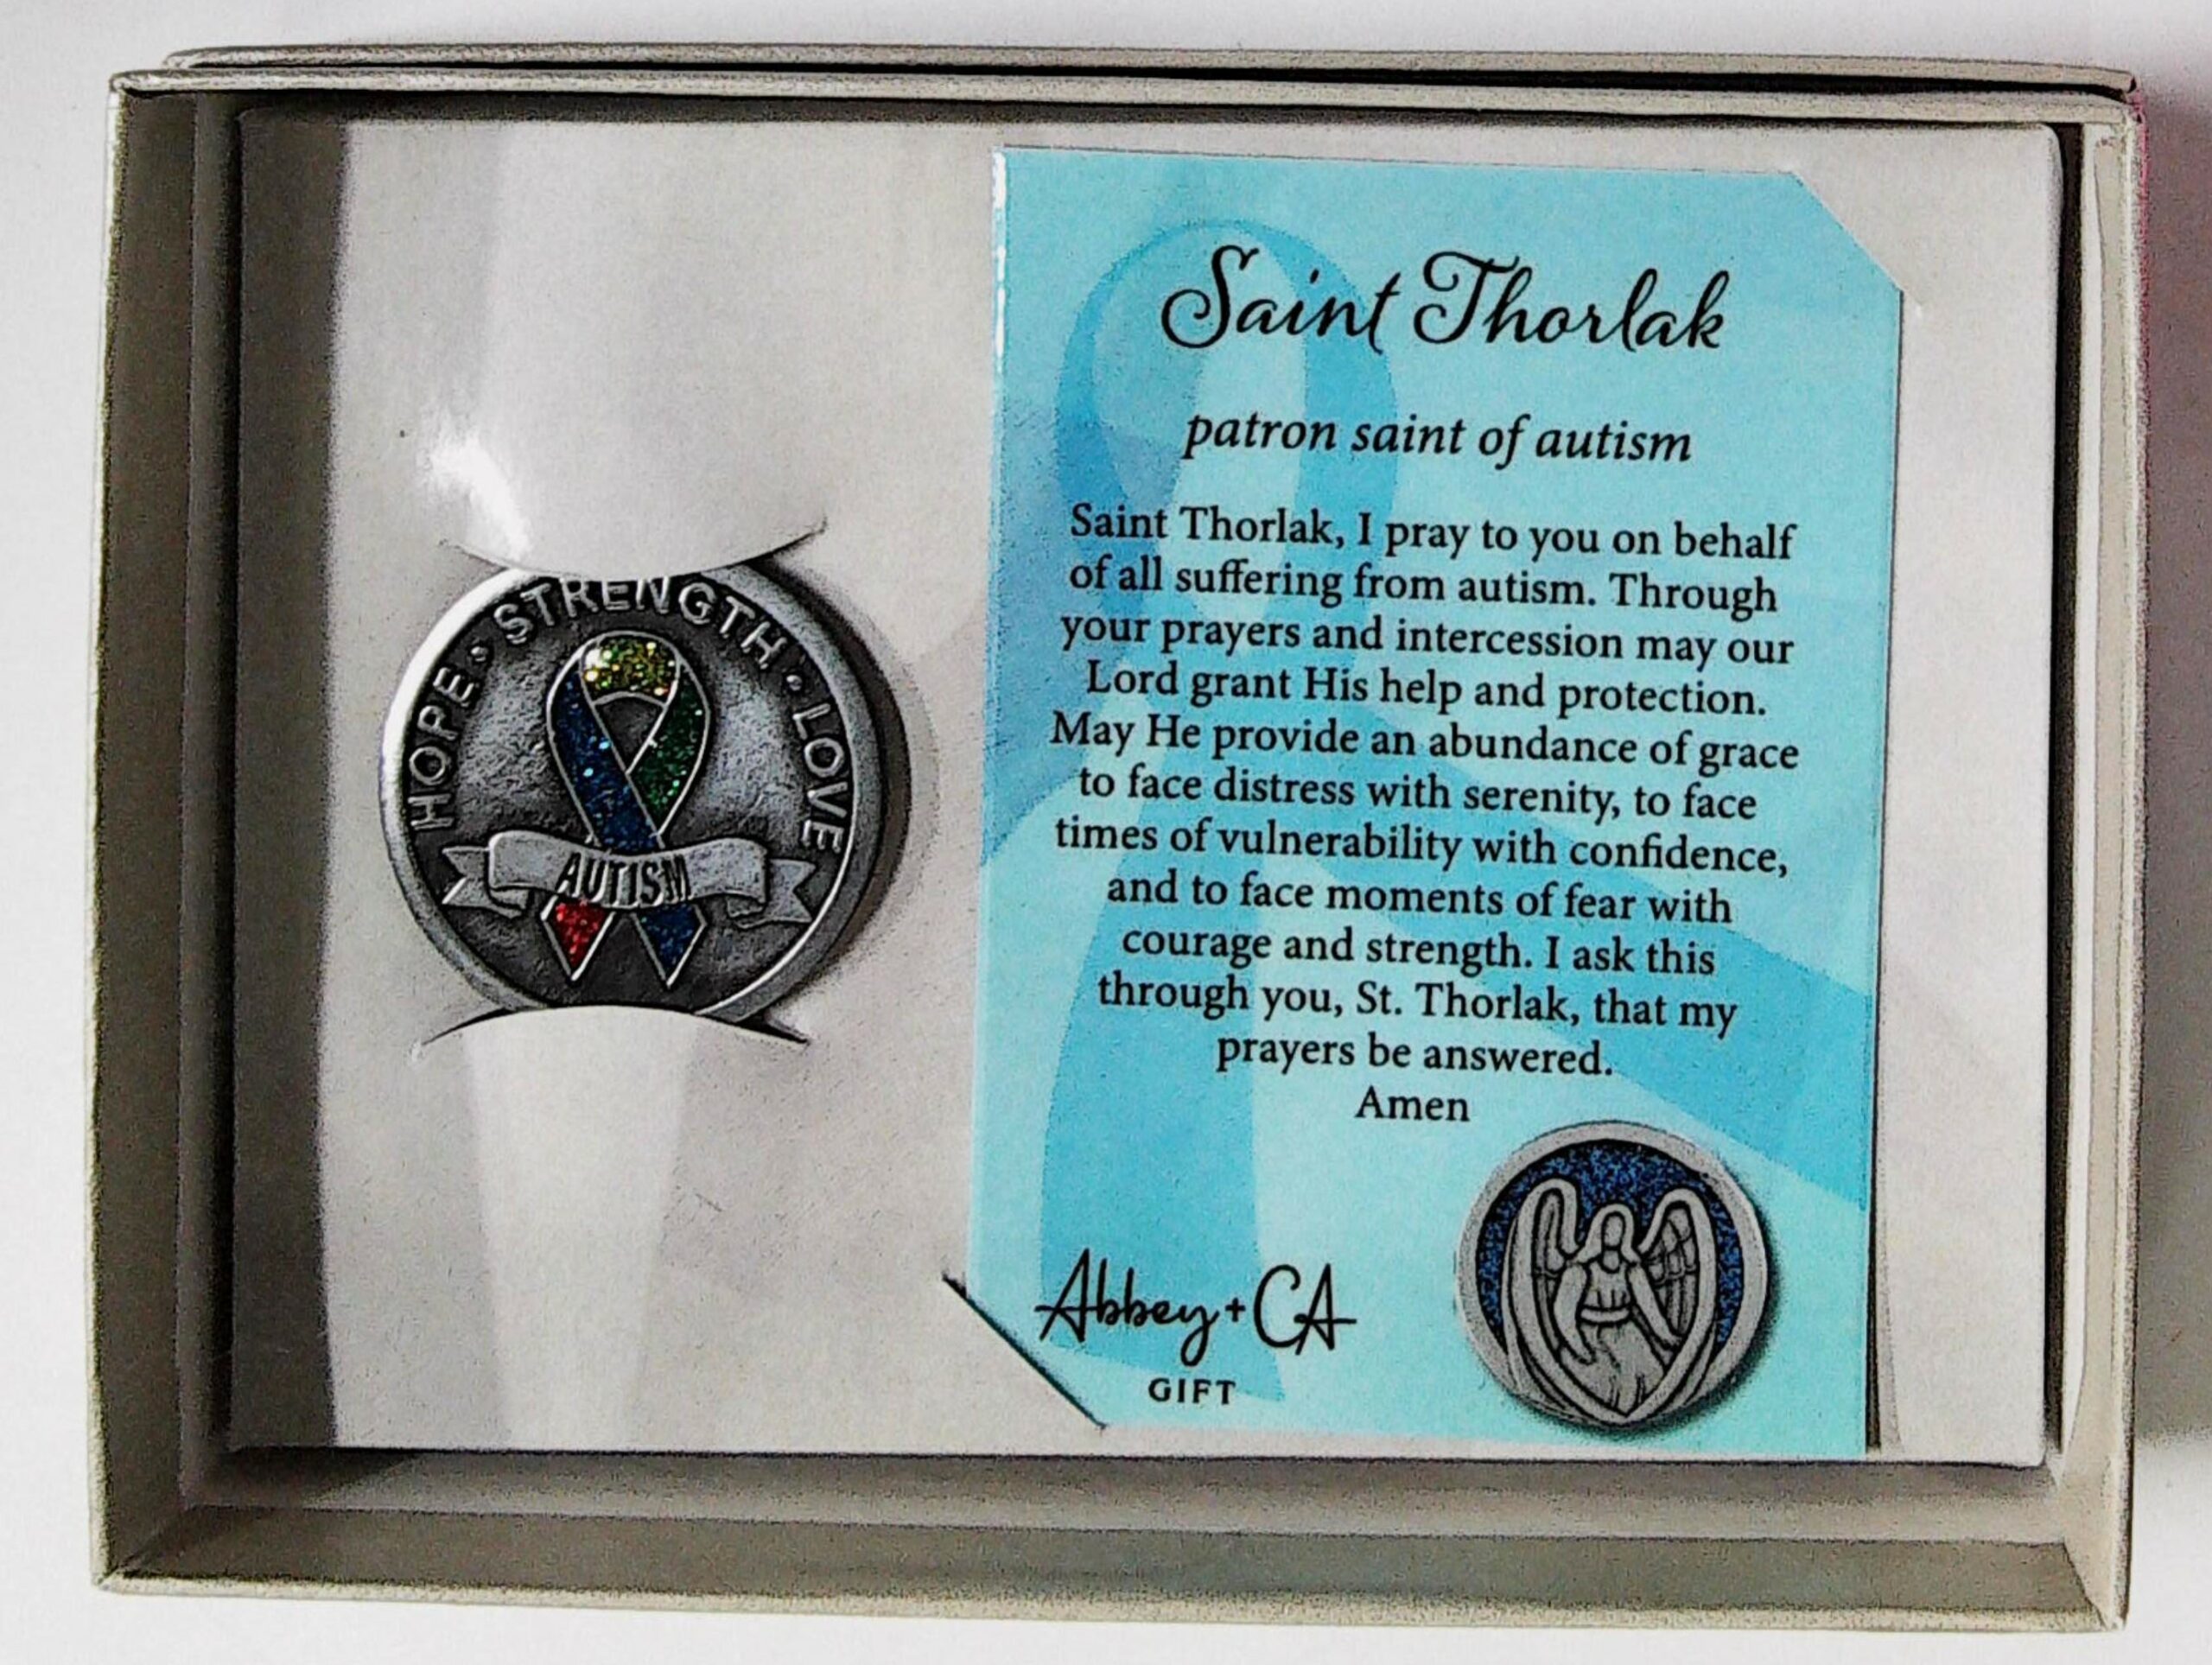 HOPE · STRENGTH · LOVE
AUTISM
Saint Thorlak
patron saint of autism
Saint Thorlak, I pray to you on behalf
of all suffering from autism. Through
your prayers and intercession may our
Lord grant His help and protection.
May He provide an abundance of grace
to face distress with serenity, to face
times of vulnerability with confidence,
and to face moments of fear with
courage and strength. I ask this
through you, St. Thorlak, that my
prayers be answered.
Amen
Abbey + CA
GIFT